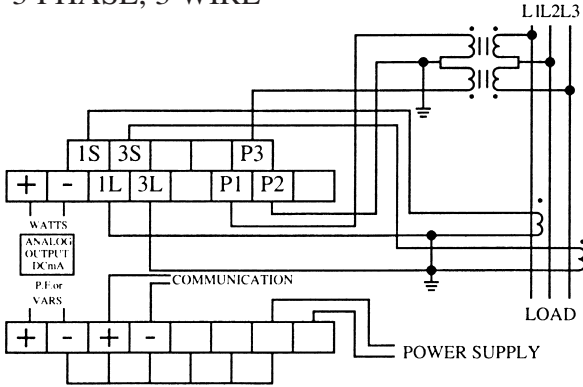 3 PHASE, 3 WIRE
L1L2L3
1S 3S P3
+ - 1L 3L P1 P2
WATTS
ANALOG
OUTPUT
DCmA
P.F.or
VARS
COMMUNICATION
+ - + -
LOAD
POWER SUPPLY